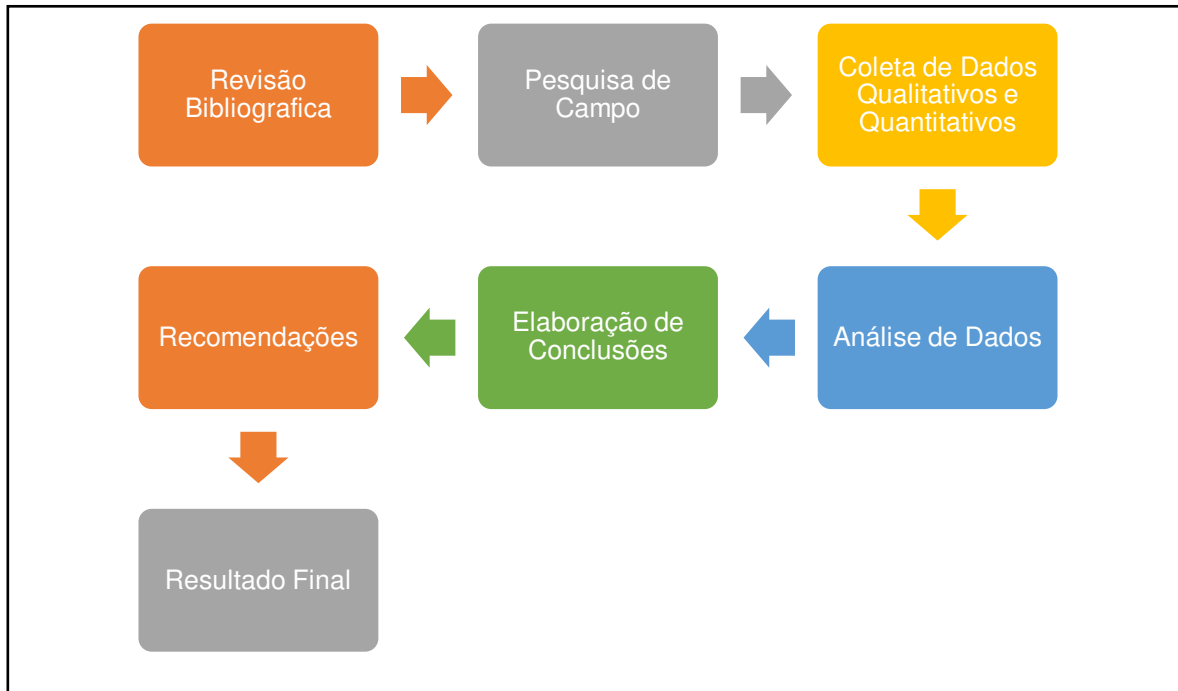 Revisão
Bibliografica
Pesquisa de
Campo
Coleta de Dados
Qualitativos e
Quantitativos
Análise de Dados
Elaboração de
Conclusões
Recomendações
Resultado Final